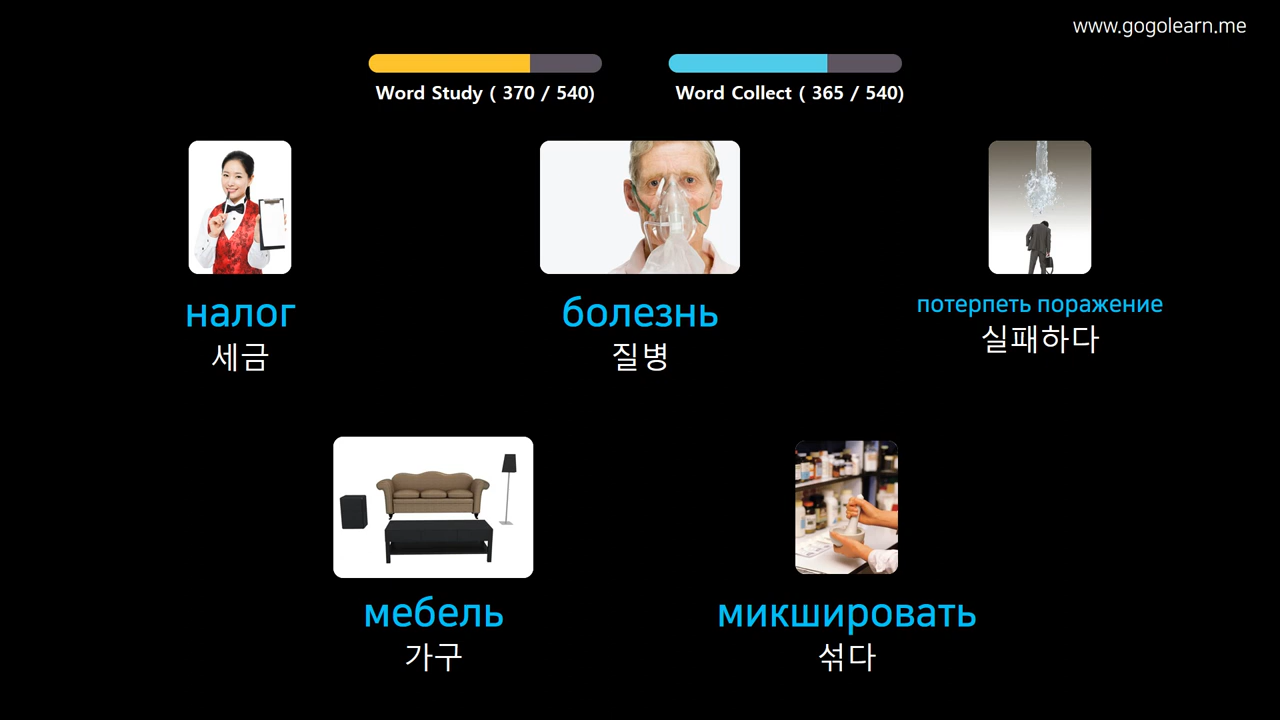 www.gogolearn.me
Word Study ( 370 / 540)
Word Collect ( 365 / 540)
налог
세금
болезнь
질병
потерпеть поражение
실패하다
мебель
가구
микшировать
섞다